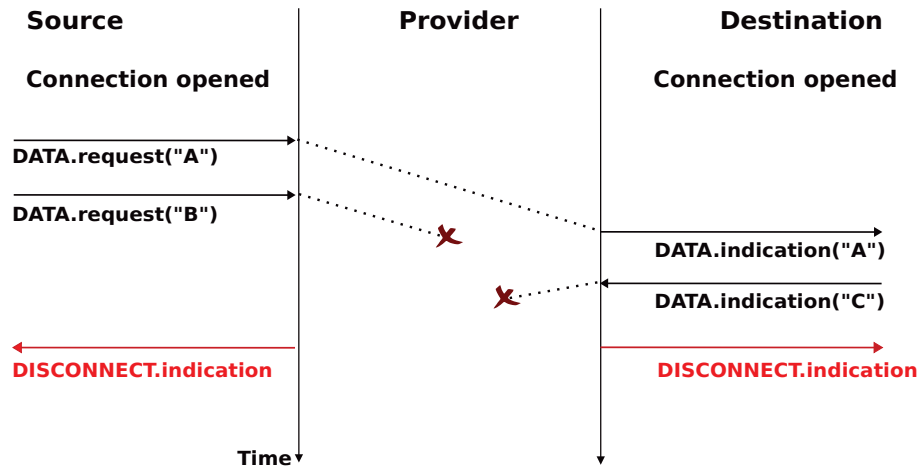 Source
Provider
Destination
Connection opened
Connection opened
DATA.request("A")
DATA.request("B")
DATA.indication("A")
DATA.indication("C")
DISCONNECT.indication
DISCONNECT.indication
Time